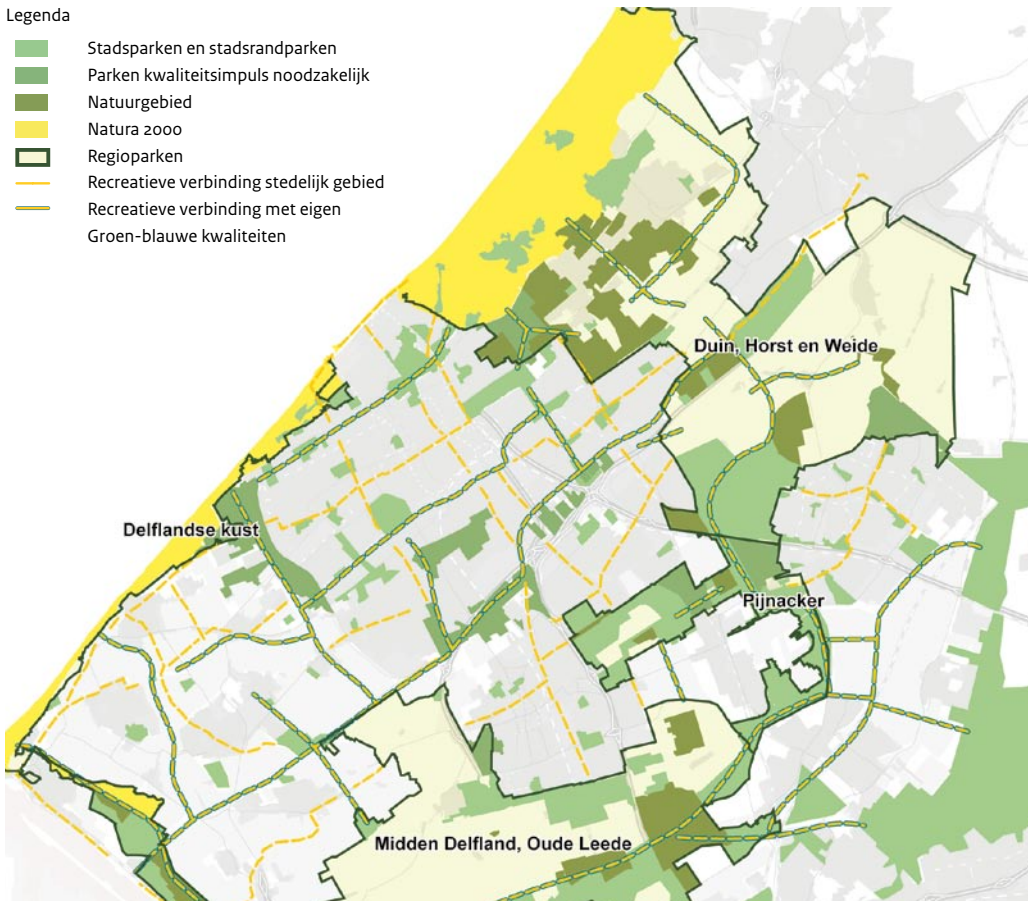 Legenda
Stadsparken en stadsrandparken
Parken kwaliteitsimpuls noodzakelijk
Natuurgebied
Natura 2000
Regioparken
Recreatieve verbinding stedelijk gebied
Recreatieve verbinding met eigen
Groen-blauwe kwaliteiten
Duin, Horst en Weide
Delflandse kust
Pijnacker
Midden Delfland, Oude Leede